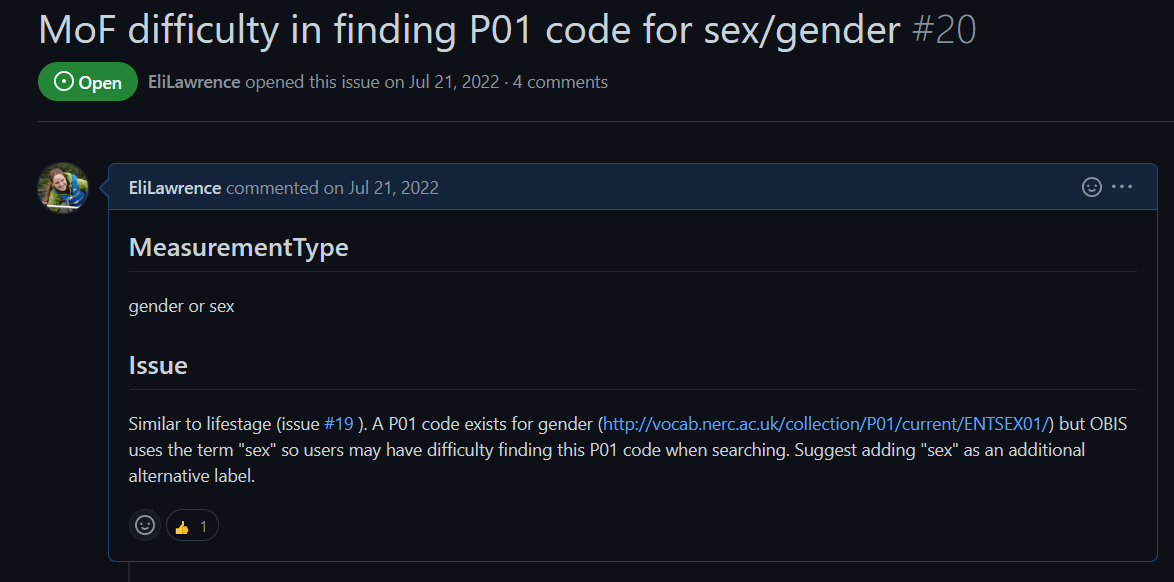 MoF difficulty in finding P01 code for sex/gender #20
Open EliLawrence opened this issue on Jul 21, 2022 · 4 comments
EliLawrence commented on Jul 21, 2022
MeasurementType
gender or sex
Issue
Similar to lifestage (issue #19 ). A P01 code exists for gender (http://vocab.nerc.ac.uk/collection/P01/current/ENTSEX01/) but OBIS
uses the term "sex" so users may have difficulty finding this P01 code when searching. Suggest adding "sex" as an additional
alternative label.
👍 1